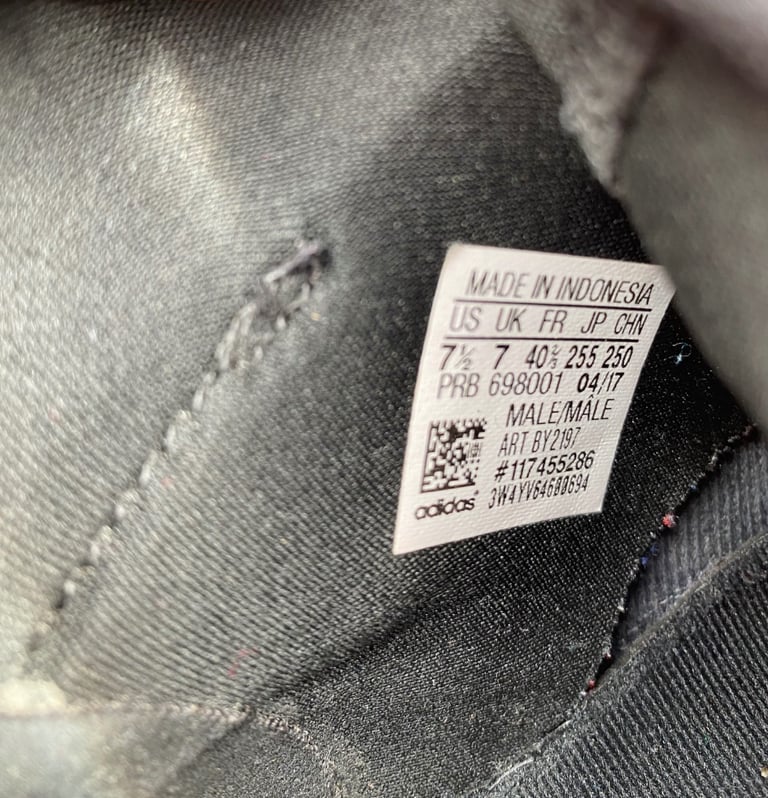 MADE IN INDONESIA
US UK FR JP CHN
7½ 7 40⅔ 255 250
PRB 698001 04/17
MALE/MÂLE
ART BY2197
#117455286
3W4YV64600694
adidas